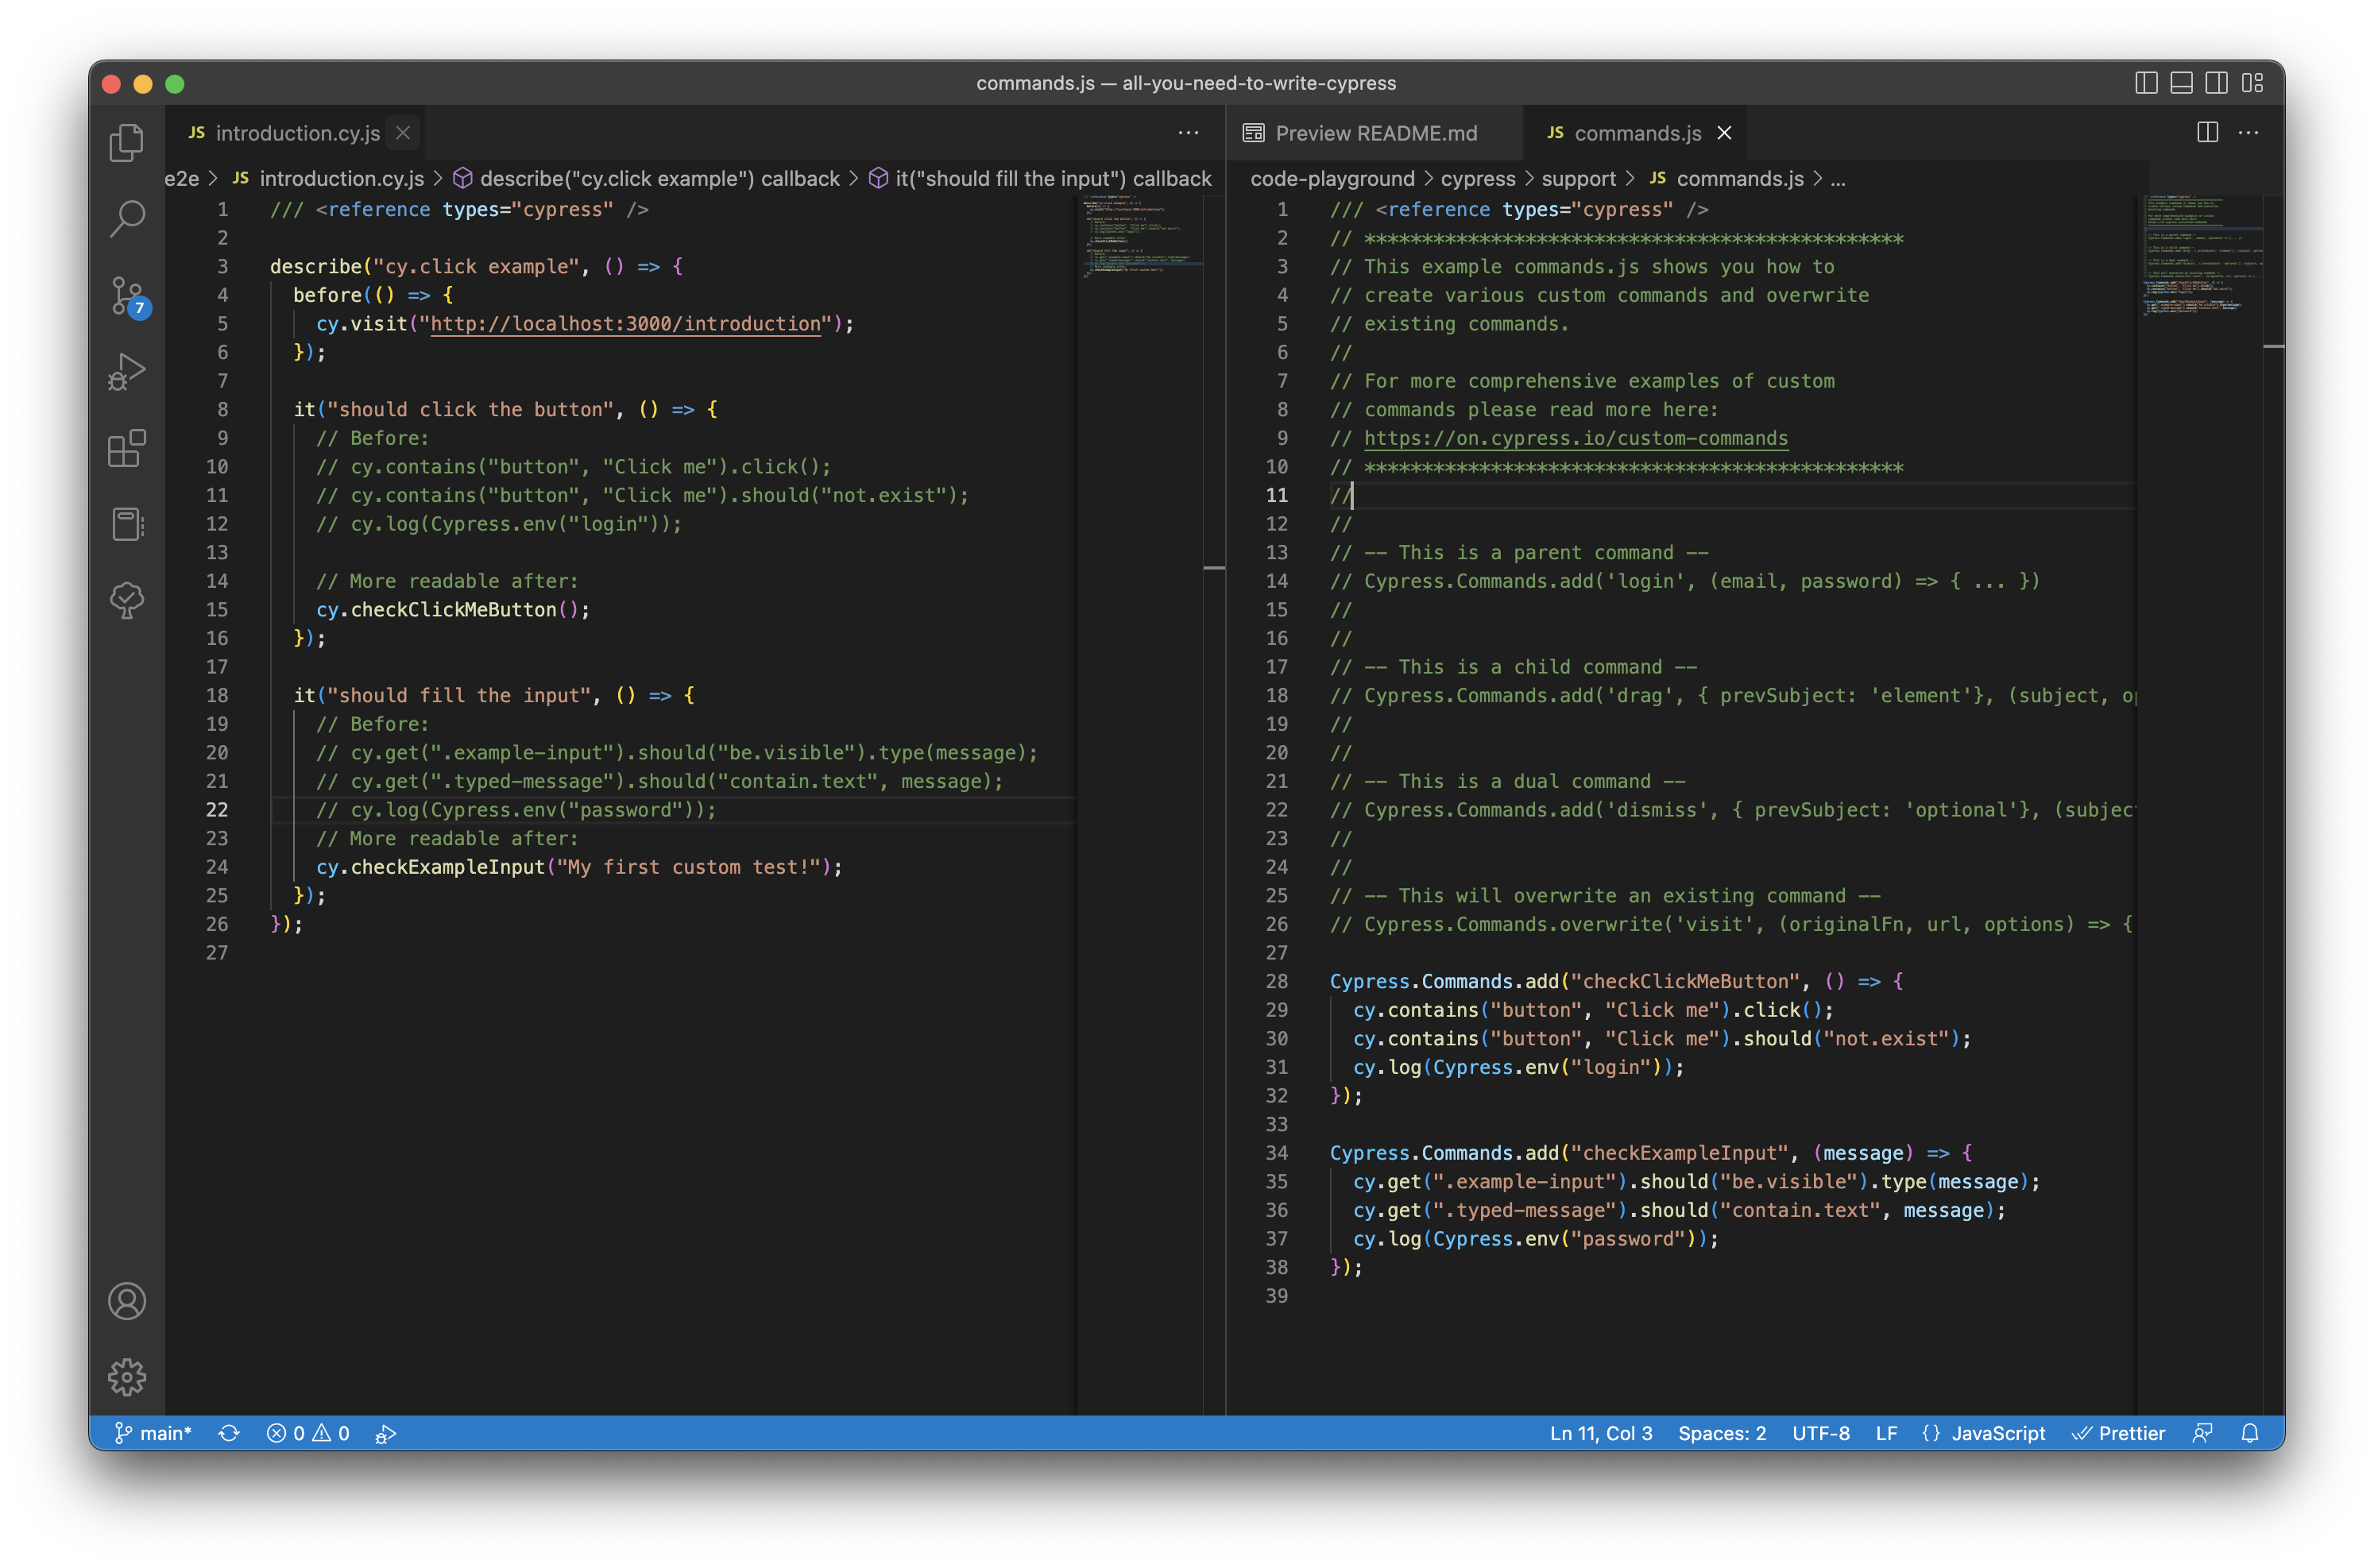 commands.js — all-you-need-to-write-cypress
JS introduction.cy.js
e2e > JS introduction.cy.js > describe("cy.click example") callback > it("should fill the input") callback
1 /// <reference types="cypress" />
2
3 describe("cy.click example", () => {
4 before(() => {
5 cy.visit("http://localhost:3000/introduction");
6 });
7
8 it("should click the button", () => {
9 // Before:
10 // cy.contains("button", "Click me").click();
11 // cy.contains("button", "Click me").should("not.exist");
12 // cy.log(Cypress.env("login"));
13
14 // More readable after:
15 cy.checkClickMeButton();
16 });
17
18 it("should fill the input", () => {
19 // Before:
20 // cy.get(".example-input").should("be.visible").type(message);
21 // cy.get(".typed-message").should("contain.text", message);
22 // cy.log(Cypress.env("password"));
23 // More readable after:
24 cy.checkExampleInput("My first custom test!");
25 });
26 });
27
Preview README.md
JS commands.js
code-playground > cypress > support > JS commands.js > ...
1 /// <reference types="cypress" />
2 // ***********************************************
3 // This example commands.js shows you how to
4 // create various custom commands and overwrite
5 // existing commands.
6 //
7 // For more comprehensive examples of custom
8 // commands please read more here:
9 // https://on.cypress.io/custom-commands
10 // ***********************************************
11 //
12 //
13 // -- This is a parent command --
14 // Cypress.Commands.add('login', (email, password) => { ... })
15 //
16 //
17 // -- This is a child command --
18 // Cypress.Commands.add('drag', { prevSubject: 'element'}, (subject, op
19 //
20 //
21 // -- This is a dual command --
22 // Cypress.Commands.add('dismiss', { prevSubject: 'optional'}, (subjec
23 //
24 //
25 // -- This will overwrite an existing command --
26 // Cypress.Commands.overwrite('visit', (originalFn, url, options) => {
27
28 Cypress.Commands.add("checkClickMeButton", () => {
29 cy.contains("button", "Click me").click();
30 cy.contains("button", "Click me").should("not.exist");
31 cy.log(Cypress.env("login"));
32 });
33
34 Cypress.Commands.add("checkExampleInput", (message) => {
35 cy.get(".example-input").should("be.visible").type(message);
36 cy.get(".typed-message").should("contain.text", message);
37 cy.log(Cypress.env("password"));
38 });
39
7
main* 0 0
Ln 11, Col 3 Spaces: 2 UTF-8 LF {} JavaScript Prettier